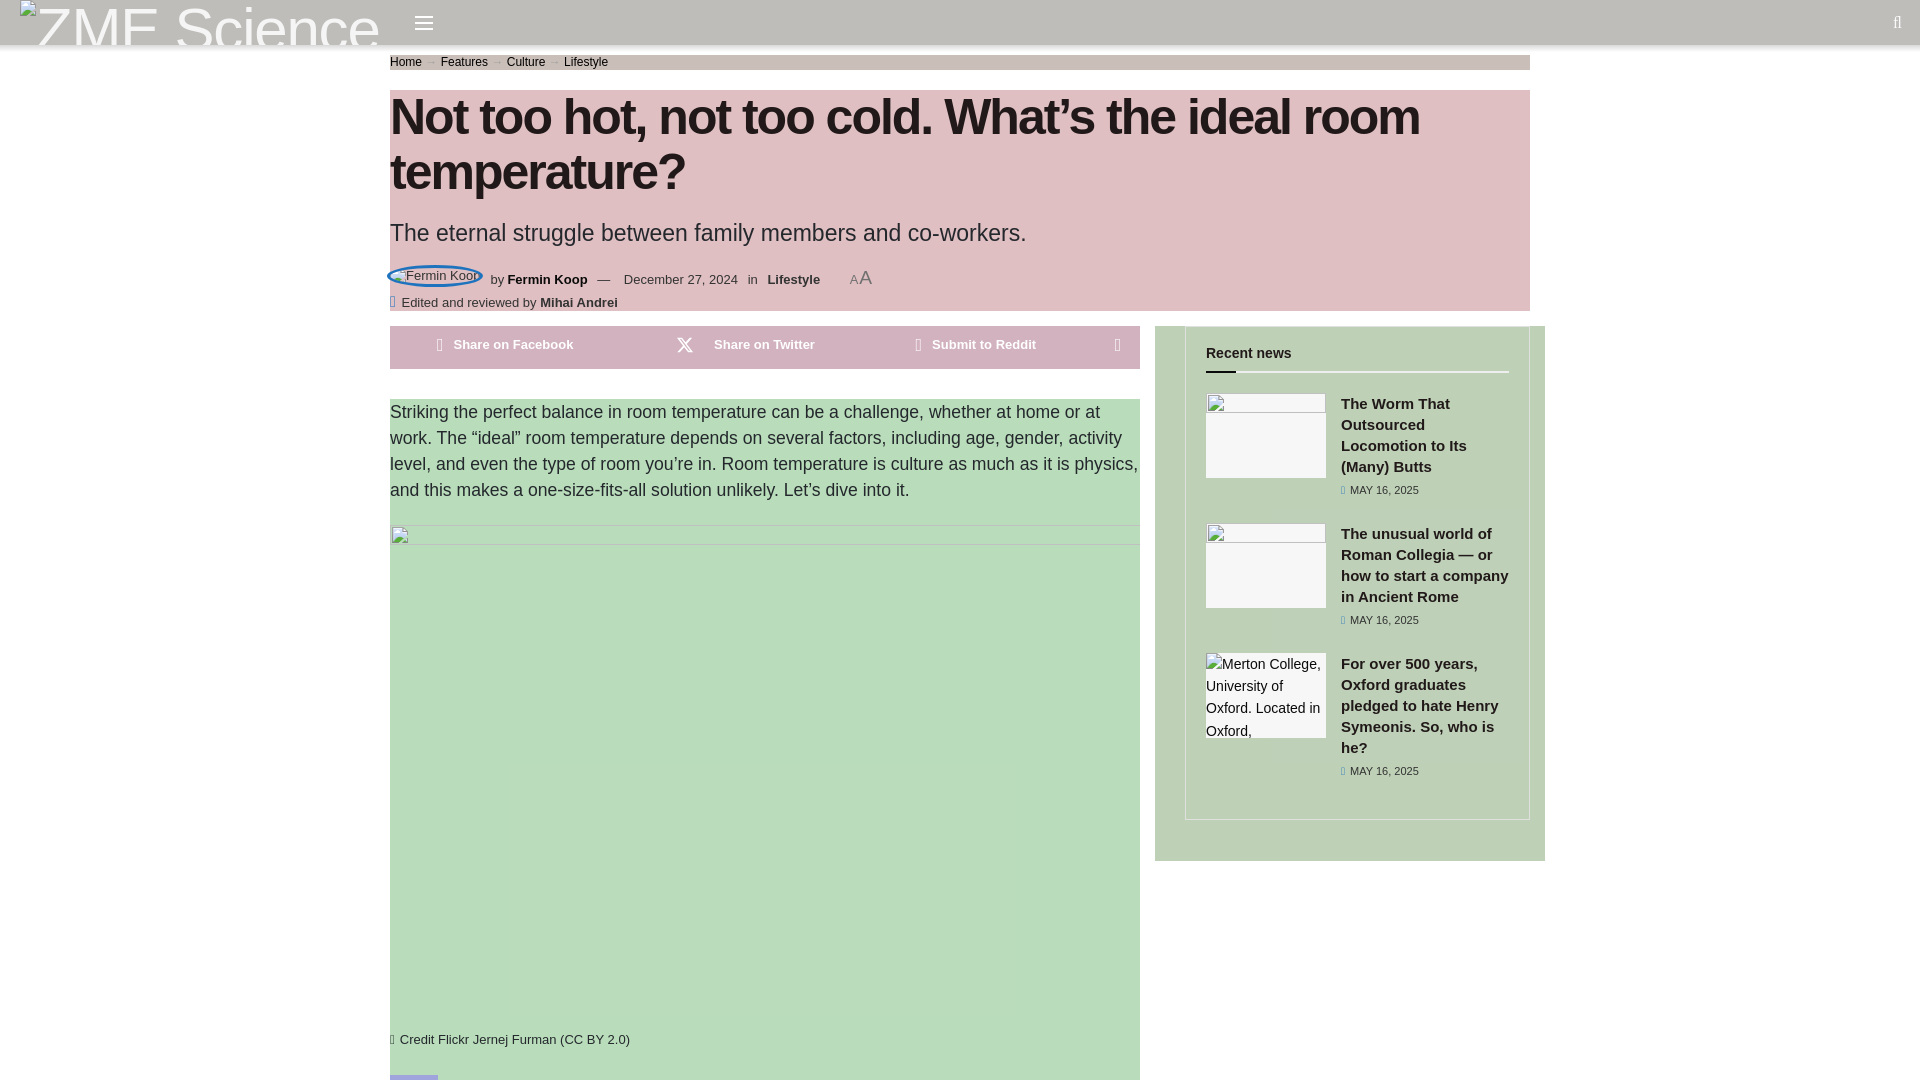 ZME Science
Home → Features → Culture → Lifestyle
Not too hot, not too cold. What’s the ideal room
temperature?
The eternal struggle between family members and co-workers.
Fermin Koop by Fermin Koop — December 27, 2024 in Lifestyle A A
Edited and reviewed by Mihai Andrei
Share on Facebook Share on Twitter Submit to Reddit
Striking the perfect balance in room temperature can be a challenge, whether at home or at
work. The “ideal” room temperature depends on several factors, including age, gender, activity
level, and even the type of room you’re in. Room temperature is culture as much as it is physics,
and this makes a one-size-fits-all solution unlikely. Let’s dive into it.
Credit Flickr Jernej Furman (CC BY 2.0)
Recent news
The Worm That
Outsourced
Locomotion to Its
(Many) Butts
MAY 16, 2025
The unusual world of
Roman Collegia — or
how to start a company
in Ancient Rome
MAY 16, 2025
Merton College,
University of
Oxford. Located in
Oxford,
For over 500 years,
Oxford graduates
pledged to hate Henry
Symeonis. So, who is
he?
MAY 16, 2025